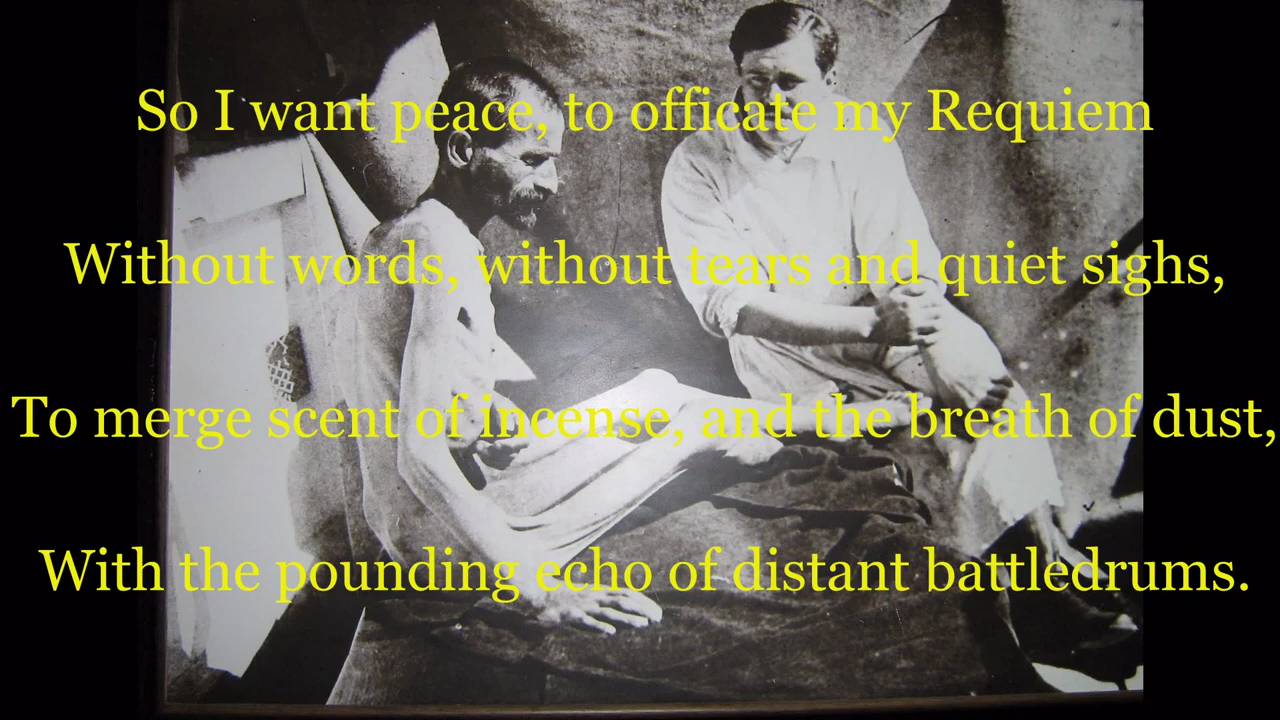 So I want peace, to officate my Requiem
Without words, without tears and quiet sighs,
To merge scent of incense, and the breath of dust,
With the pounding echo of distant battledrums.